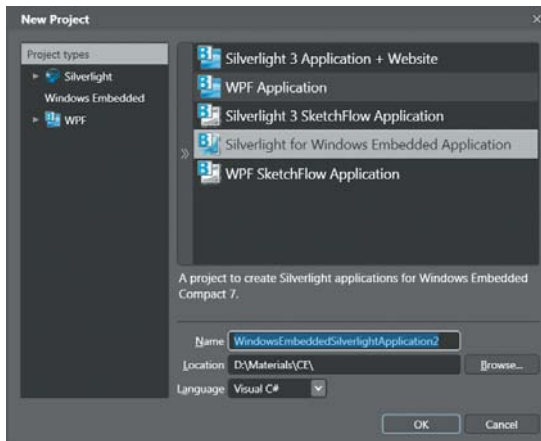 New Project
Project types
Silverlight
Windows Embedded
WPF
Silverlight 3 Application + Website
WPF Application
Silverlight 3 SketchFlow Application
Silverlight for Windows Embedded Application
WPF SketchFlow Application
A project to create Silverlight applications for Windows Embedded
Compact 7.
Name WindowsEmbeddedSilverlightApplication2
Location D:\Materials\CE\ Browse...
Language Visual C#
OK Cancel